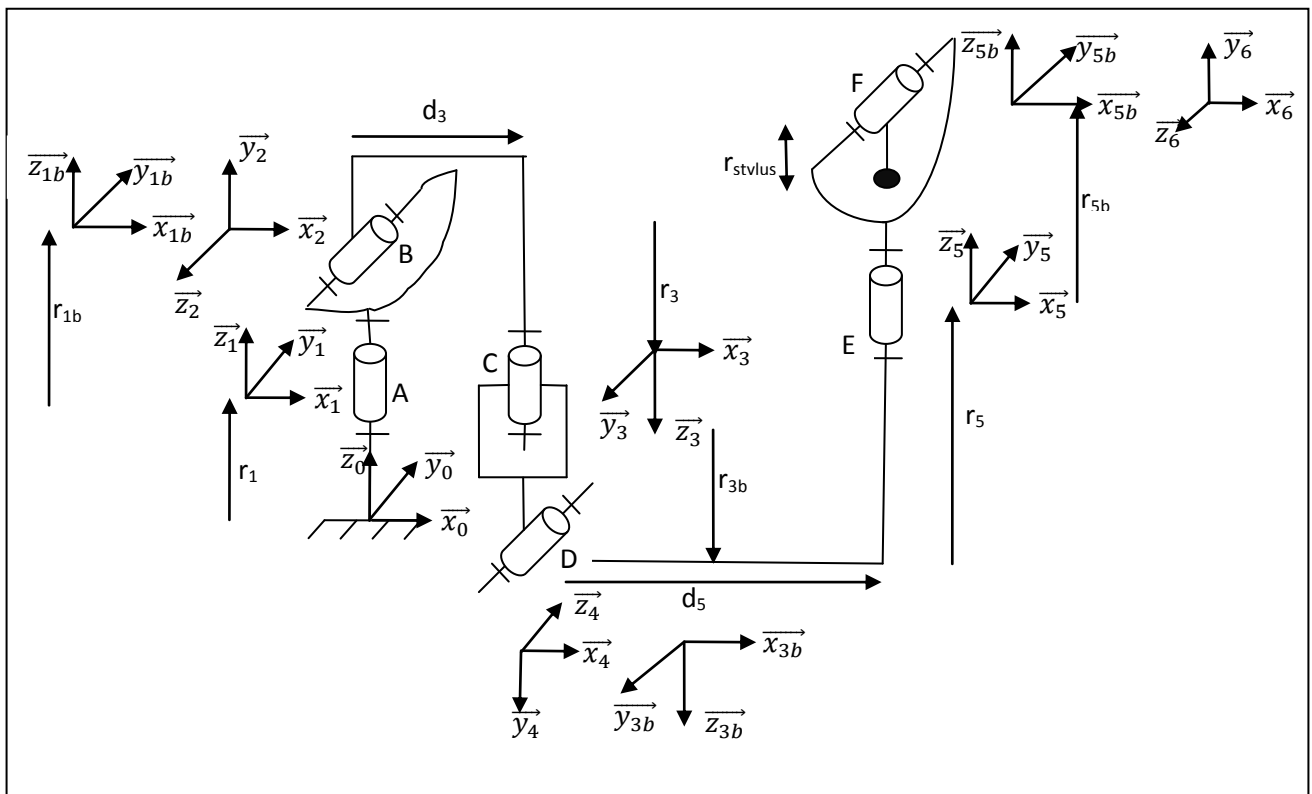 d₃
F
z₅b
y₅b
x₅b
y₆
x₆
z₆
z₁b
y₁b
x₁b
y₂
x₂
z₂
r₁b
B
rₛₜᵥₗᵤₛ
r₅b
z₅
y₅
x₅
r₃
z₁
y₁
x₁
r₁
A
C
x₃
y₃
z₃
E
r₅
z₀
y₀
x₀
r₃b
D
d₅
z₄
x₄
y₄
x₃b
y₃b
z₃b